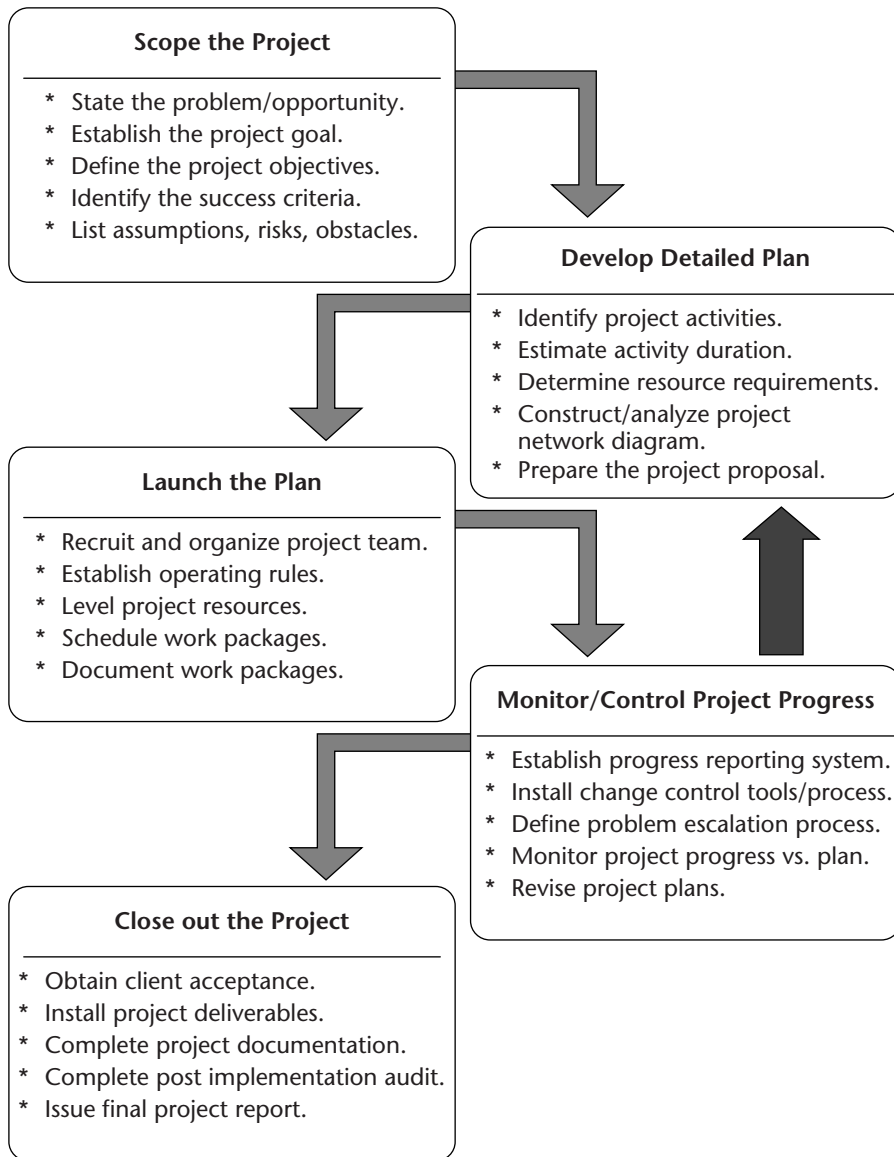 Scope the Project
* State the problem/opportunity.
* Establish the project goal.
* Define the project objectives.
* Identify the success criteria.
* List assumptions, risks, obstacles.
Develop Detailed Plan
* Identify project activities.
* Estimate activity duration.
* Determine resource requirements.
* Construct/analyze project
network diagram.
* Prepare the project proposal.
Launch the Plan
* Recruit and organize project team.
* Establish operating rules.
* Level project resources.
* Schedule work packages.
* Document work packages.
Monitor/Control Project Progress
* Establish progress reporting system.
* Install change control tools/process.
* Define problem escalation process.
* Monitor project progress vs. plan.
* Revise project plans.
Close out the Project
* Obtain client acceptance.
* Install project deliverables.
* Complete project documentation.
* Complete post implementation audit.
* Issue final project report.